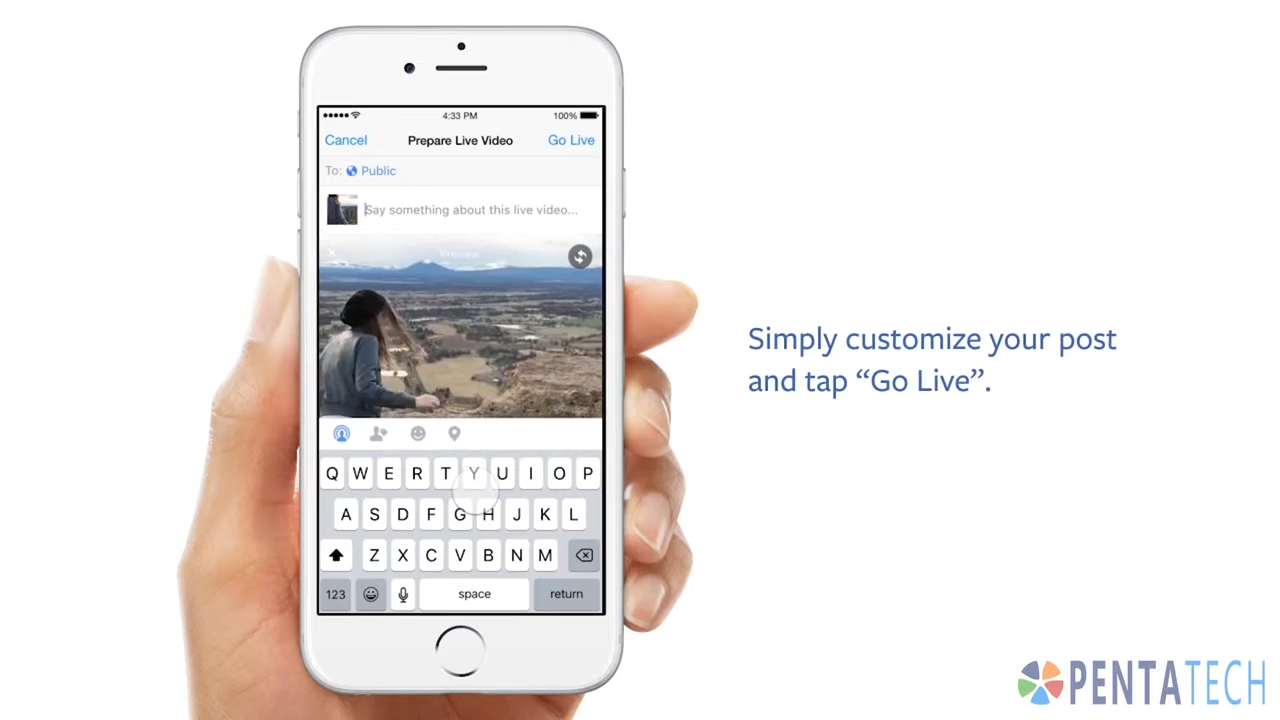 4:33 PM
100%
Cancel
Prepare Live Video
Go Live
To: Public
Say something about this live video...
Simply customize your post
and tap “Go Live”.
Q W E R T Y U I O P
A S D F G H J K L
Z X C V B N M
123
space
return
PENTATECH